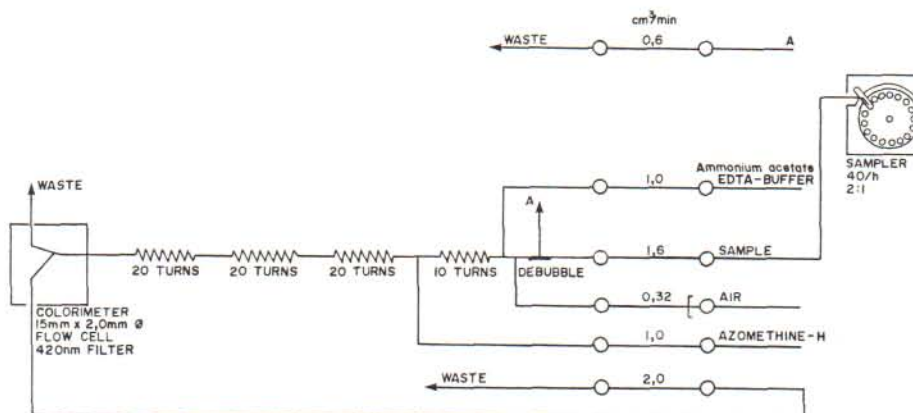 cm³/min
WASTE 0,6 A
SAMPLER
40/h
2:1
WASTE
Ammonium acetate
1,0 EDTA-BUFFER
A
1,6 SAMPLE
20 TURNS 20 TURNS 20 TURNS 10 TURNS DEBUBBLE
0,32 AIR
COLORIMETER
15mm x 2,0mm Ø
FLOW CELL
420nm FILTER
1,0 AZOMETHINE-H
WASTE 2,0